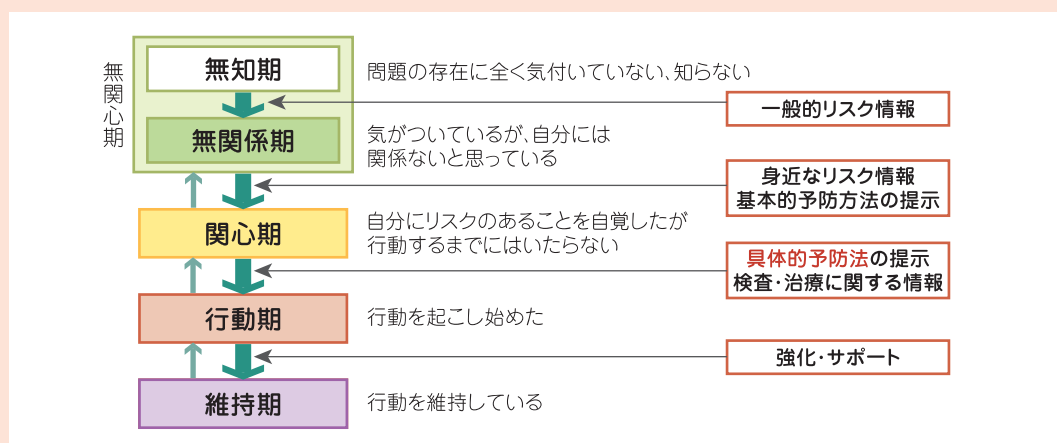 無関心期
無知期
問題の存在に全く気付いていない、知らない
一般的リスク情報
無関係期
気がついているが、自分には
関係ないと思っている
身近なリスク情報
基本的予防方法の提示
関心期
自分にリスクのあることを自覚したが
行動するまでにはいたらない
具体的予防法の提示
検査・治療に関する情報
行動期
行動を起こし始めた
強化・サポート
維持期
行動を維持している